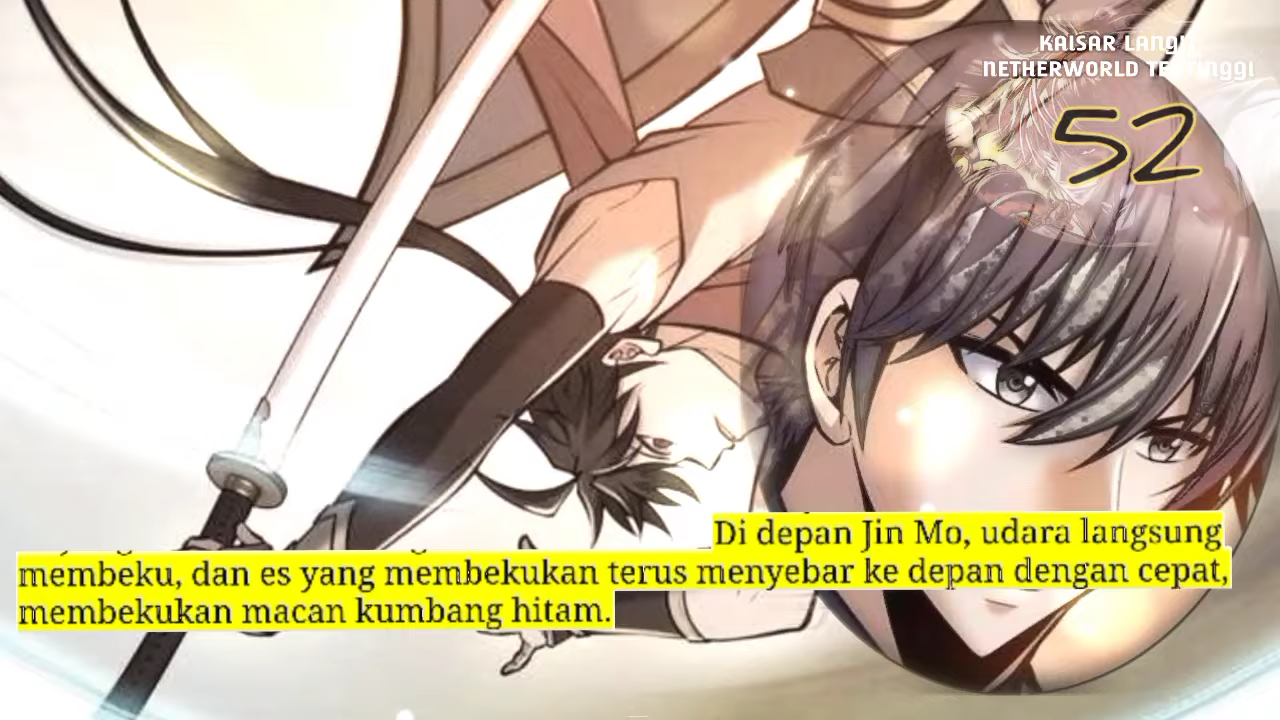 KAISAR LANGIT
NETHERWORLD TERTINGGI
52
Di depan Jin Mo, udara langsung
membeku, dan es yang membekukan terus menyebar ke depan dengan cepat,
membekukan macan kumbang hitam.